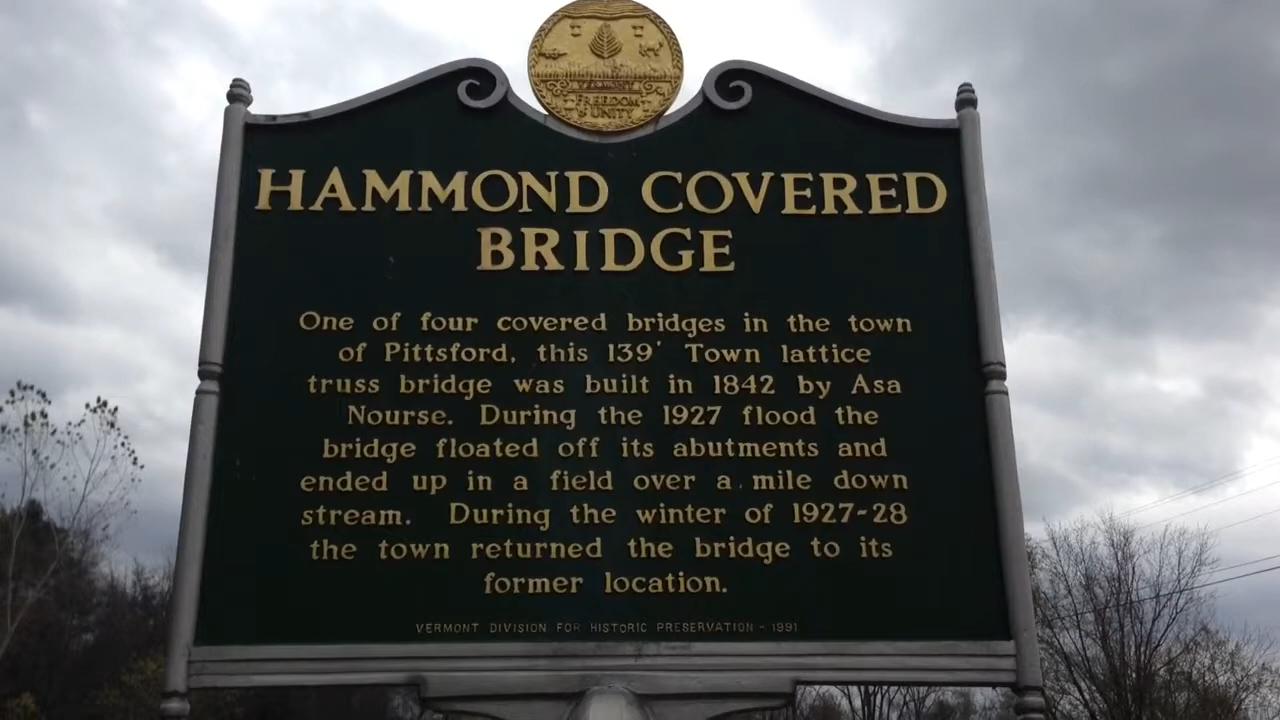 VERMONT
FREEDOM
& UNITY
HAMMOND COVERED
BRIDGE
One of four covered bridges in the town
of Pittsford, this 139' Town lattice
truss bridge was built in 1842 by Asa
Nourse. During the 1927 flood the
bridge floated off its abutments and
ended up in a field over a mile down
stream. During the winter of 1927-28
the town returned the bridge to its
former location.
VERMONT DIVISION FOR HISTORIC PRESERVATION - 1991